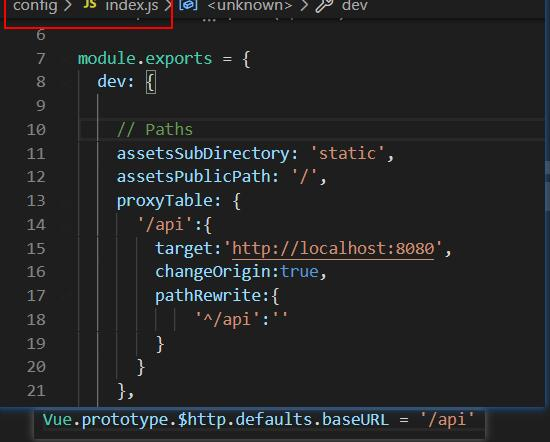 config > JS index.js > <unknown> > dev
6
7 module.exports = {
8 dev: {
9
10 // Paths
11 assetsSubDirectory: 'static',
12 assetsPublicPath: '/',
13 proxyTable: {
14 '/api':{
15 target:'http://localhost:8080',
16 changeOrigin:true,
17 pathRewrite:{
18 '^/api':''
19 }
20 }
21 },
Vue.prototype.$http.defaults.baseURL = '/api'